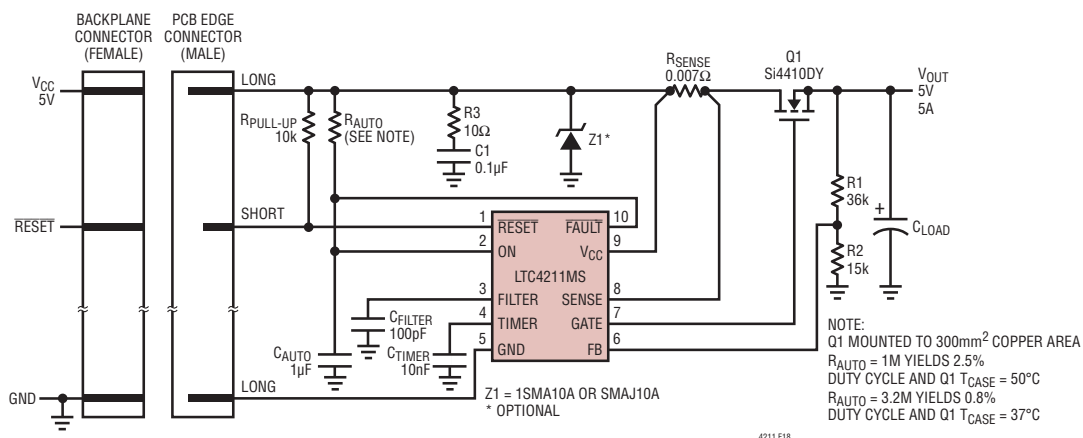 BACKPLANE
CONNECTOR
(FEMALE)
PCB EDGE
CONNECTOR
(MALE)
VCC
5V
LONG
RPULL-UP
10k
RAUTO
(SEE NOTE)
R3
10Ω
C1
0.1µF
Z1*
RSENSE
0.007Ω
Q1
Si4410DY
VOUT
5V
5A
R1
36k
R2
15k
+
CLOAD
RESET
SHORT
1
RESET
FAULT
10
2
ON
VCC
9
LTC4211MS
3
FILTER
SENSE
8
4
TIMER
GATE
7
5
GND
FB
6
CFILTER
100pF
CAUTO
1µF
CTIMER
10nF
LONG
GND
Z1 = 1SMA10A OR SMAJ10A
* OPTIONAL
NOTE:
Q1 MOUNTED TO 300mm² COPPER AREA
RAUTO = 1M YIELDS 2.5%
DUTY CYCLE AND Q1 TCASE = 50°C
RAUTO = 3.2M YIELDS 0.8%
DUTY CYCLE AND Q1 TCASE = 37°C
4211 F18